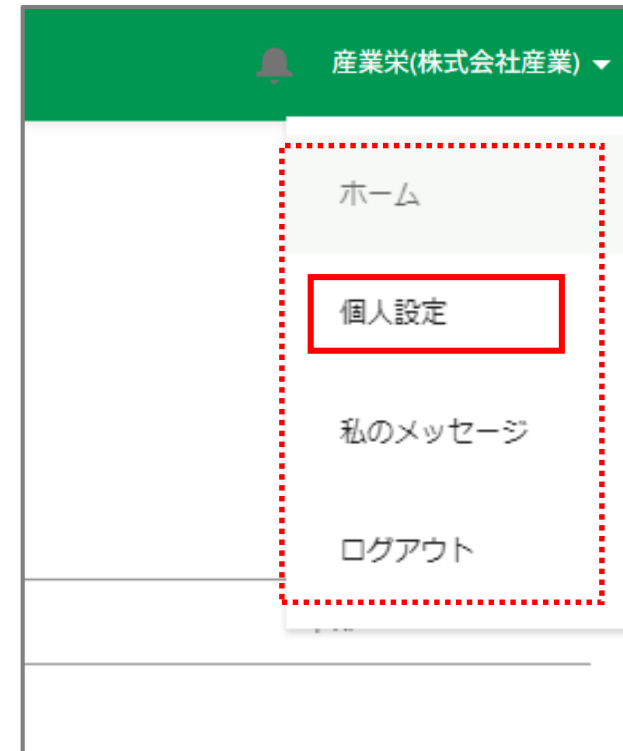 産業栄(株式会社産業)
ホーム
個人設定
私のメッセージ
ログアウト